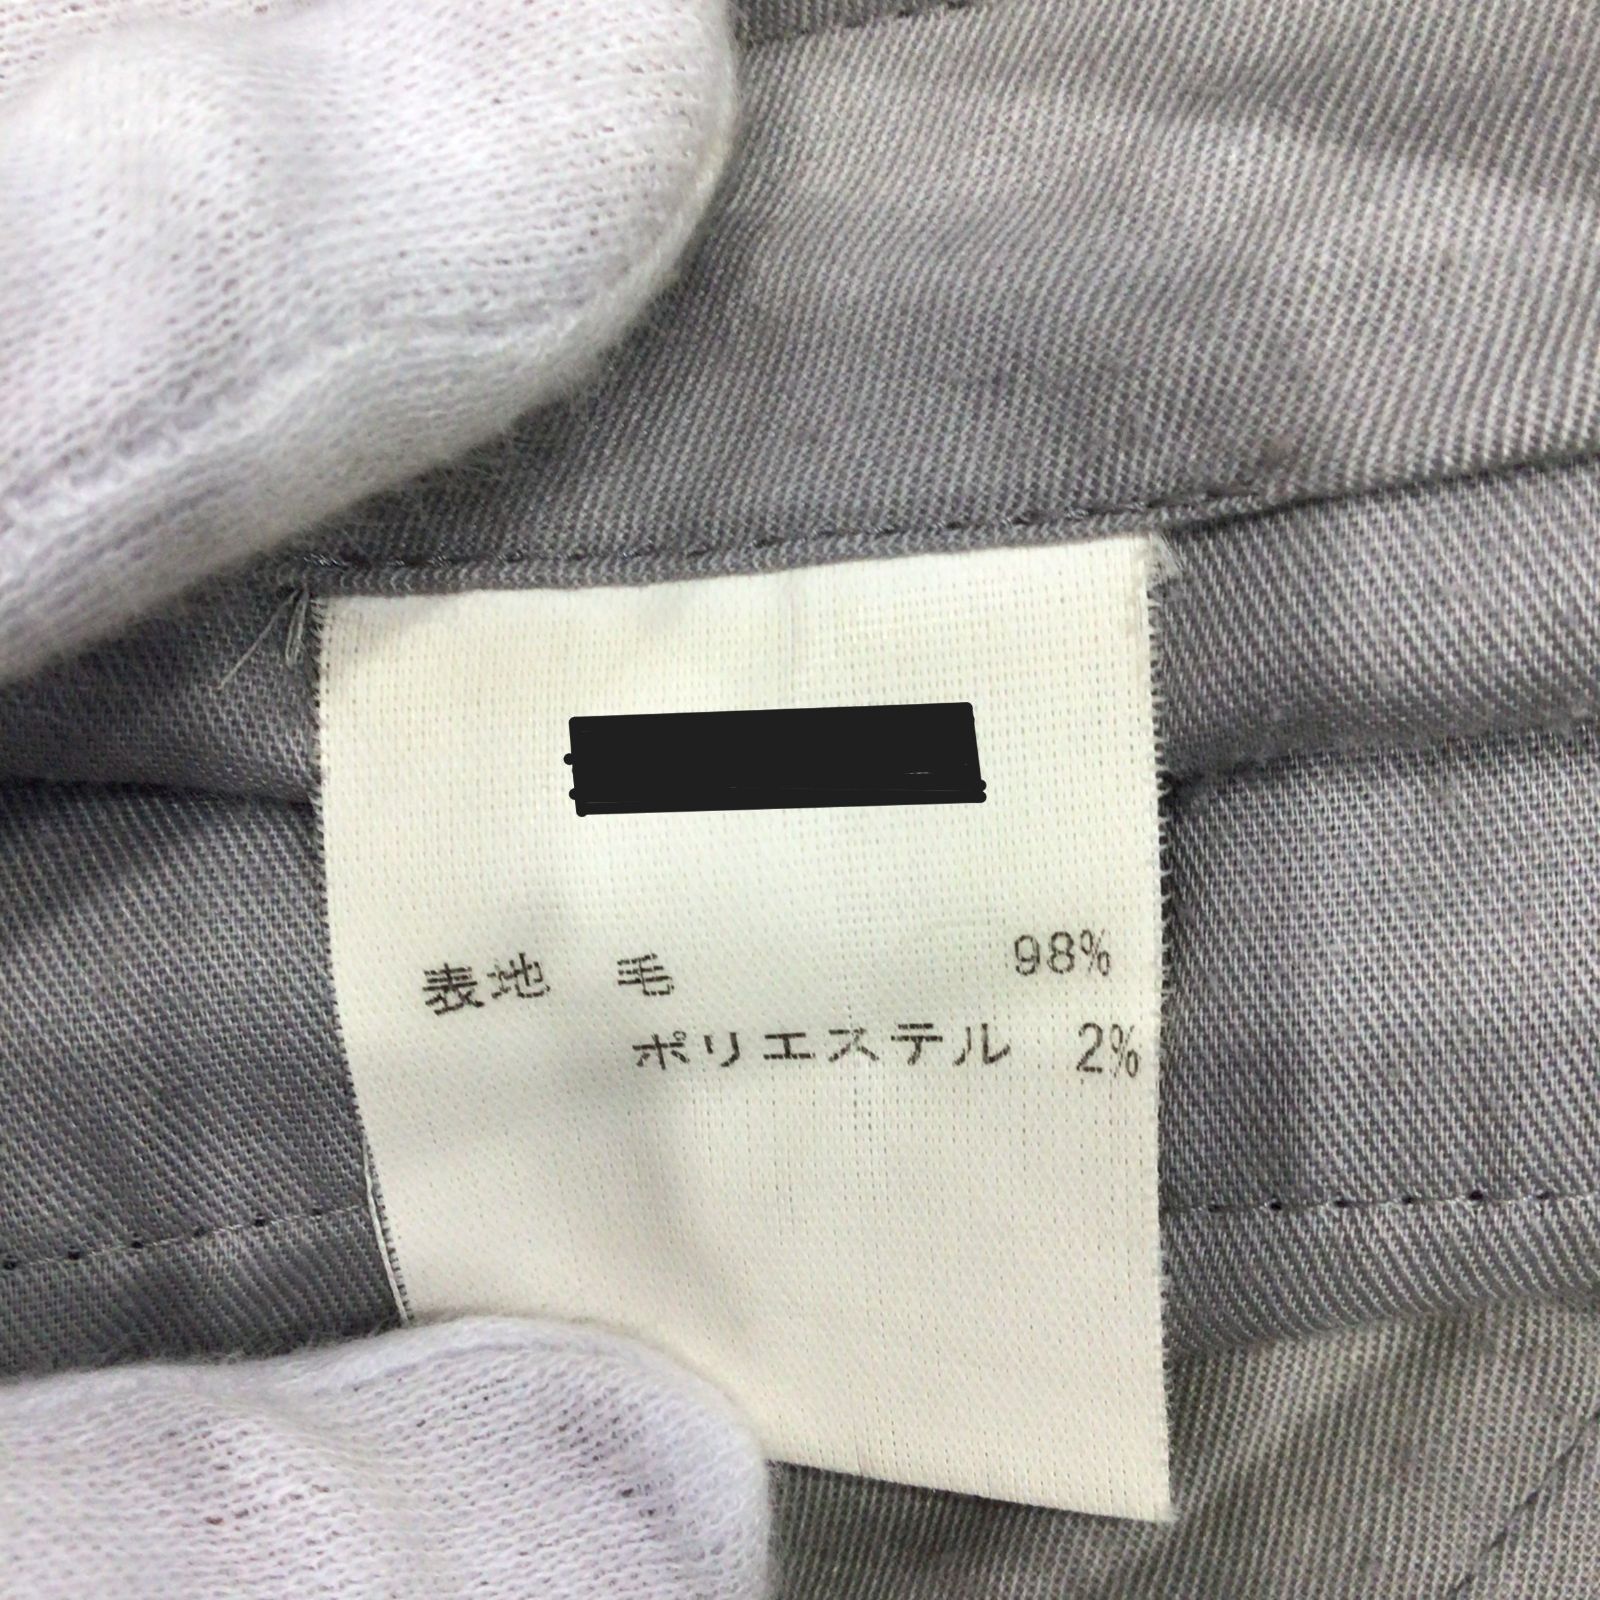 表地 毛 98%
ポリエステル 2%